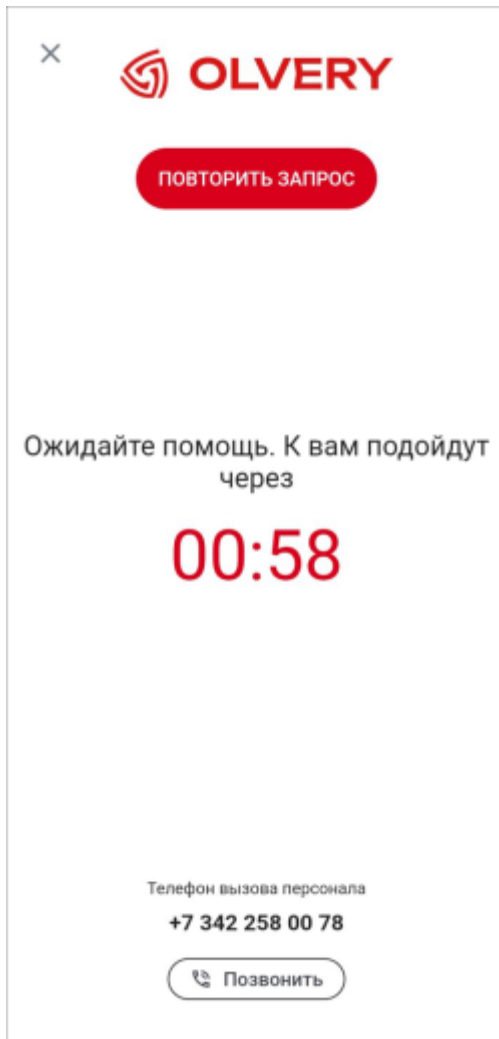 OLVERY
ПОВТОРИТЬ ЗАПРОС
Ожидайте помощь. К вам подойдут
через
00:58
Телефон вызова персонала
+7 342 258 00 78
Позвонить